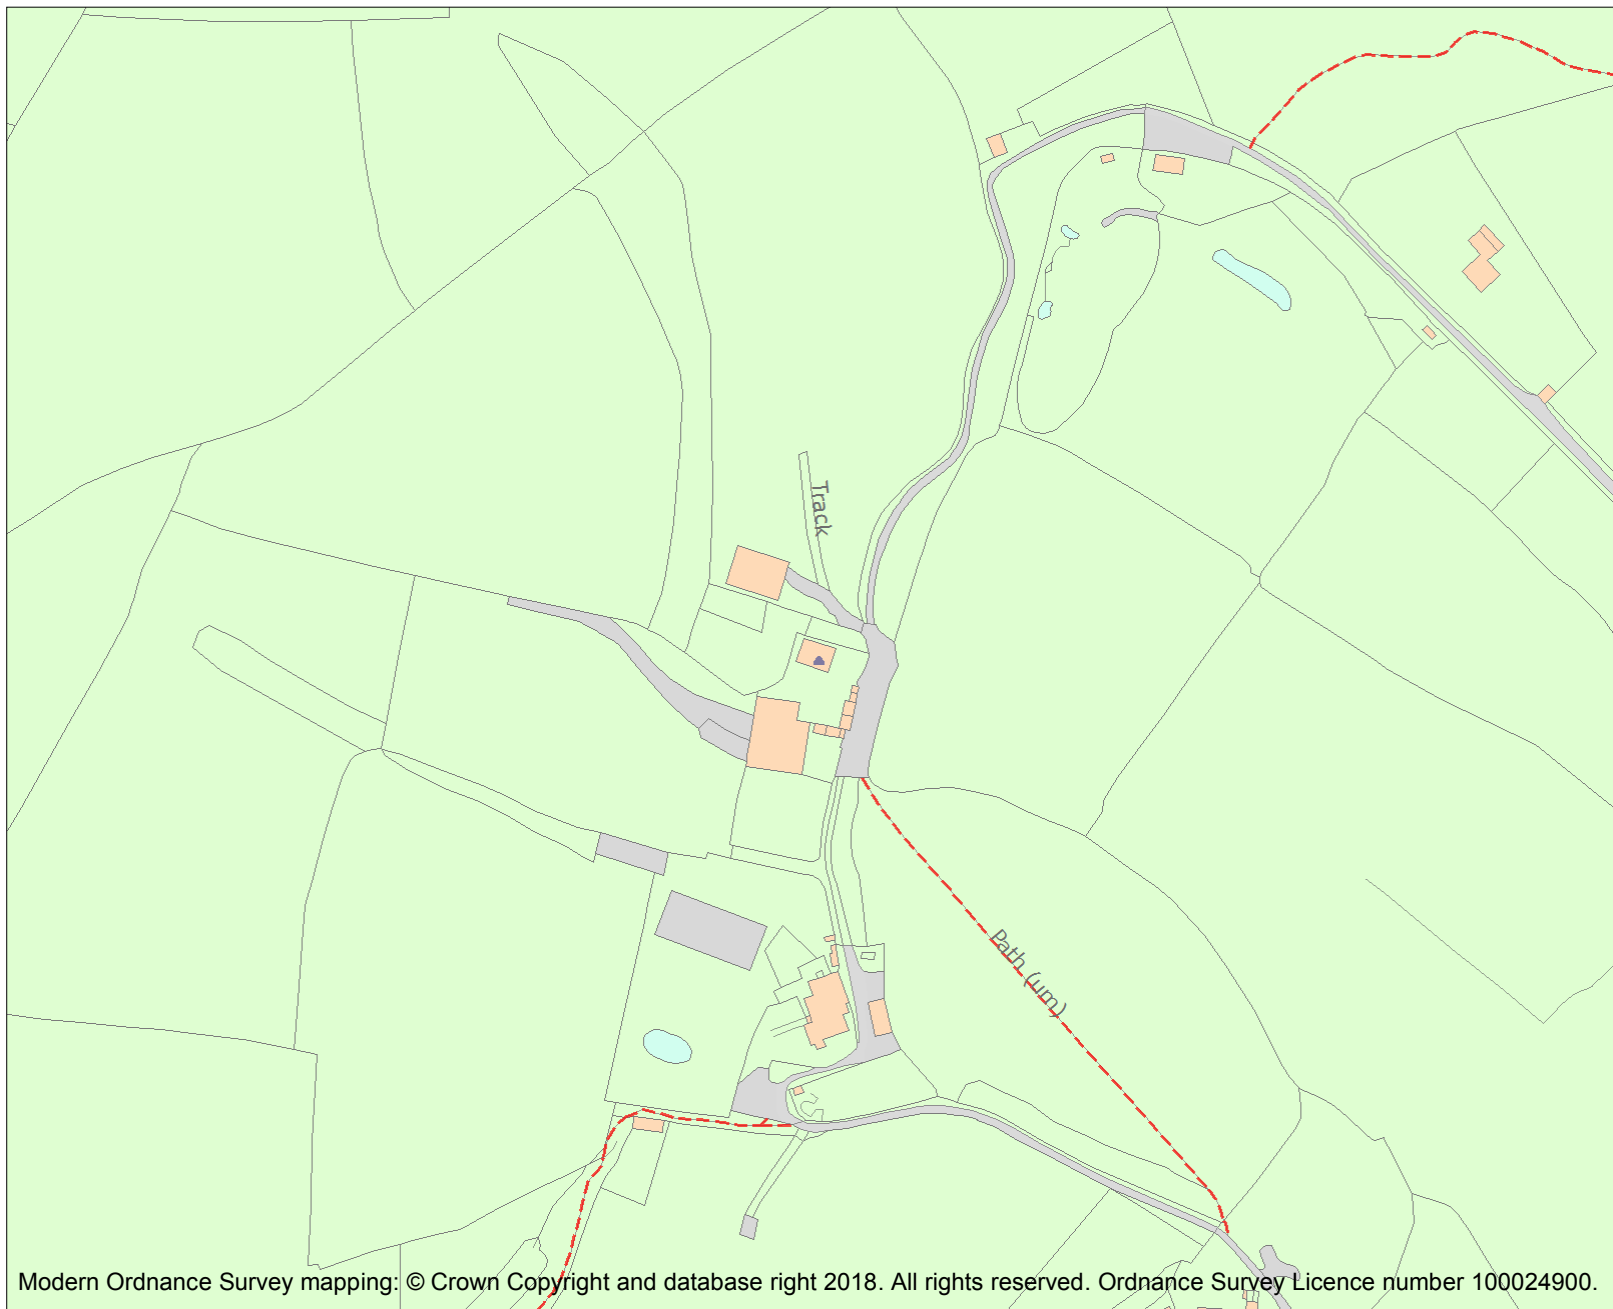 Track
Path (um)
Modern Ordnance Survey mapping: © Crown Copyright and database right 2018. All rights reserved. Ordnance Survey Licence number 100024900.